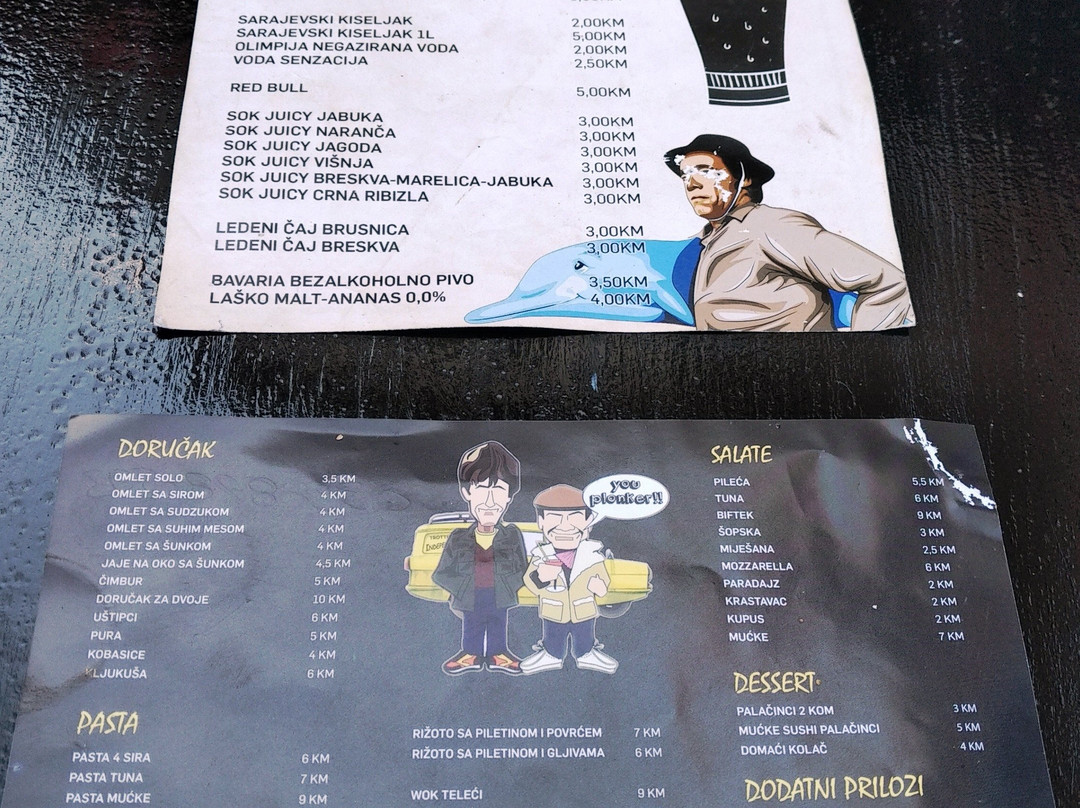 SARAJEVSKI KISELJAK 2,00KM
SARAJEVSKI KISELJAK 1L 5,00KM
OLIMPIJA NEGAZIRANA VODA 2,00KM
VODA SENZACIJA 2,50KM
RED BULL 5,00KM
SOK JUICY JABUKA 3,00KM
SOK JUICY NARANČA 3,00KM
SOK JUICY JAGODA 3,00KM
SOK JUICY VIŠNJA 3,00KM
SOK JUICY BRESKVA-MARELICA-JABUKA 3,00KM
SOK JUICY CRNA RIBIZLA 3,00KM
LEDENI ČAJ BRUSNICA 3,00KM
LEDENI ČAJ BRESKVA 3,00KM
BAVARIA BEZALKOHOLNO PIVO 3,50KM
LAŠKO MALT-ANANAS 0,0% 4,00KM
DORUČAK
OMLET SOLO 3,5 KM
OMLET SA SIROM 4 KM
OMLET SA SUDZUKOM 4 KM
OMLET SA SUHIM MESOM 4 KM
OMLET SA ŠUNKOM 4 KM
JAJE NA OKO SA ŠUNKOM 4,5 KM
ČIMBUR 5 KM
DORUČAK ZA DVOJE 10 KM
UŠTIPCI 6 KM
PURA 5 KM
KOBASICE 4 KM
KLJUKUŠA 6 KM
PASTA
PASTA 4 SIRA 6 KM
PASTA TUNA 7 KM
PASTA MUĆKE 9 KM
you
plonker!!
RIŽOTO SA PILETINOM I POVRĆEM 7 KM
RIŽOTO SA PILETINOM I GLJIVAMA 6 KM
WOK TELEĆI 9 KM
SALATE
PILEĆA 5,5 KM
TUNA 6 KM
BIFTEK 9 KM
ŠOPSKA 3 KM
MIJEŠANA 2,5 KM
MOZZARELLA 6 KM
PARADAJZ 2 KM
KRASTAVAC 2 KM
KUPUS 2 KM
MUĆKE 7 KM
DESSERT
PALAČINCI 2 KOM 3 KM
MUĆKE SUSHI PALAČINCI 5 KM
DOMAĆI KOLAČ 4 KM
DODATNI PRILOZI